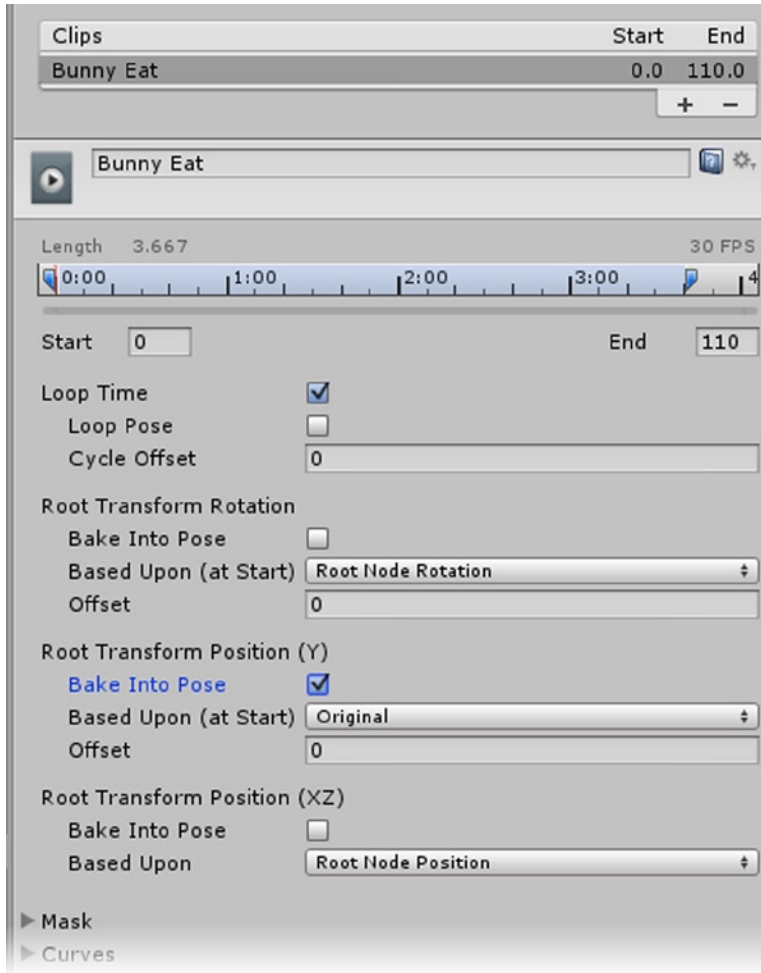 Clips Start End
Bunny Eat 0.0 110.0
+ −
Bunny Eat
Length 3.667 30 FPS
0:00 1:00 2:00 3:00 4
Start 0 End 110
Loop Time
Loop Pose
Cycle Offset 0
Root Transform Rotation
Bake Into Pose
Based Upon (at Start) Root Node Rotation
Offset 0
Root Transform Position (Y)
Bake Into Pose
Based Upon (at Start) Original
Offset 0
Root Transform Position (XZ)
Bake Into Pose
Based Upon Root Node Position
Mask
Curves